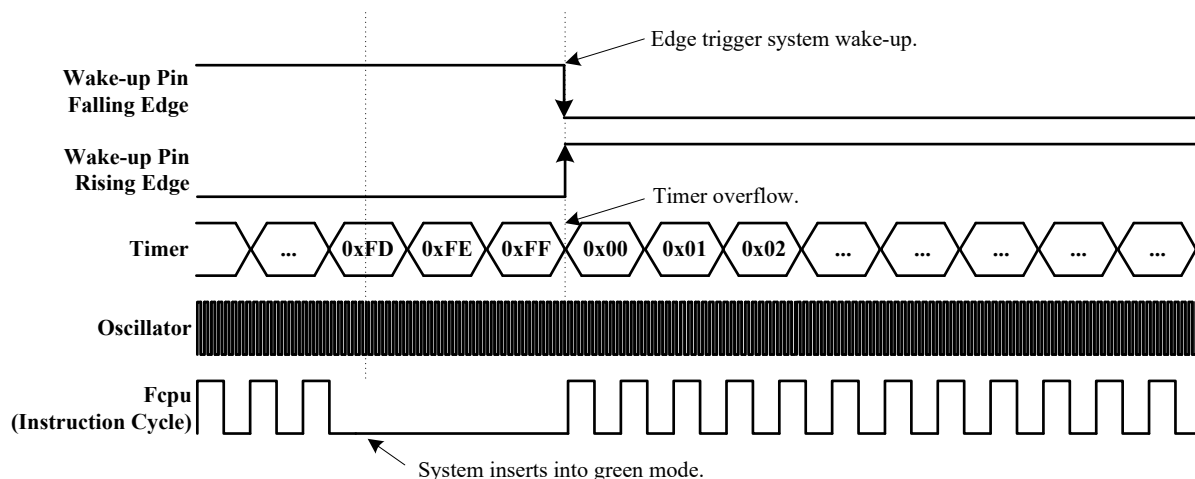 Edge trigger system wake-up.
Wake-up Pin
Falling Edge
Wake-up Pin
Rising Edge
Timer overflow.
Timer ... 0xFD 0xFE 0xFF 0x00 0x01 0x02 ... ... ... ... ...
Oscillator
Fcpu
(Instruction Cycle)
System inserts into green mode.